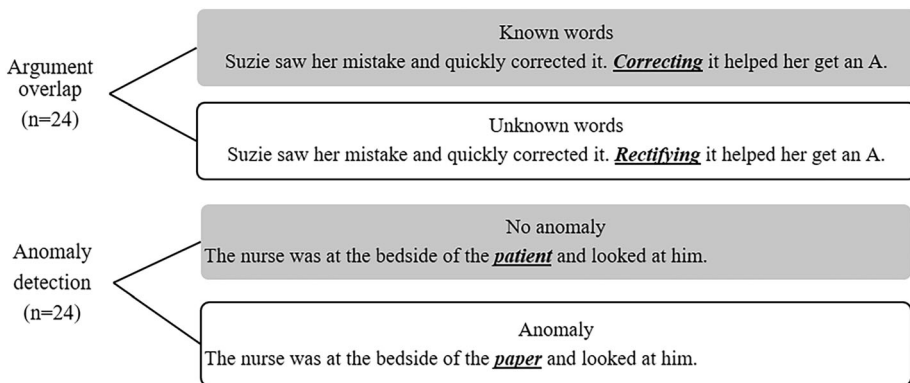 Argument
overlap
(n=24)
Known words
Suzie saw her mistake and quickly corrected it. Correcting it helped her get an A.
Unknown words
Suzie saw her mistake and quickly corrected it. Rectifying it helped her get an A.
Anomaly
detection
(n=24)
No anomaly
The nurse was at the bedside of the patient and looked at him.
Anomaly
The nurse was at the bedside of the paper and looked at him.